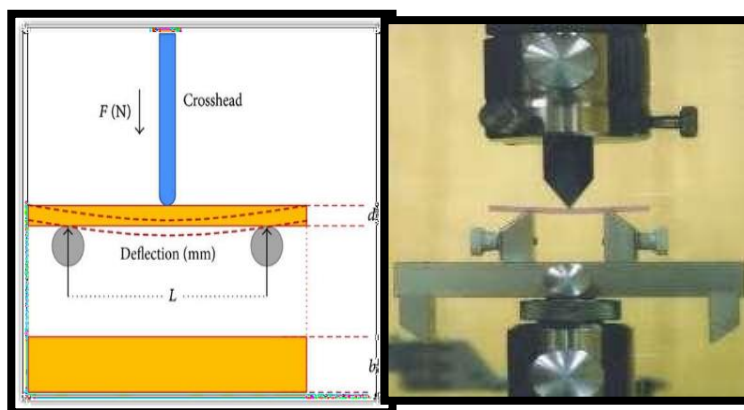 F (N)
Crosshead
d
Deflection (mm)
L
b